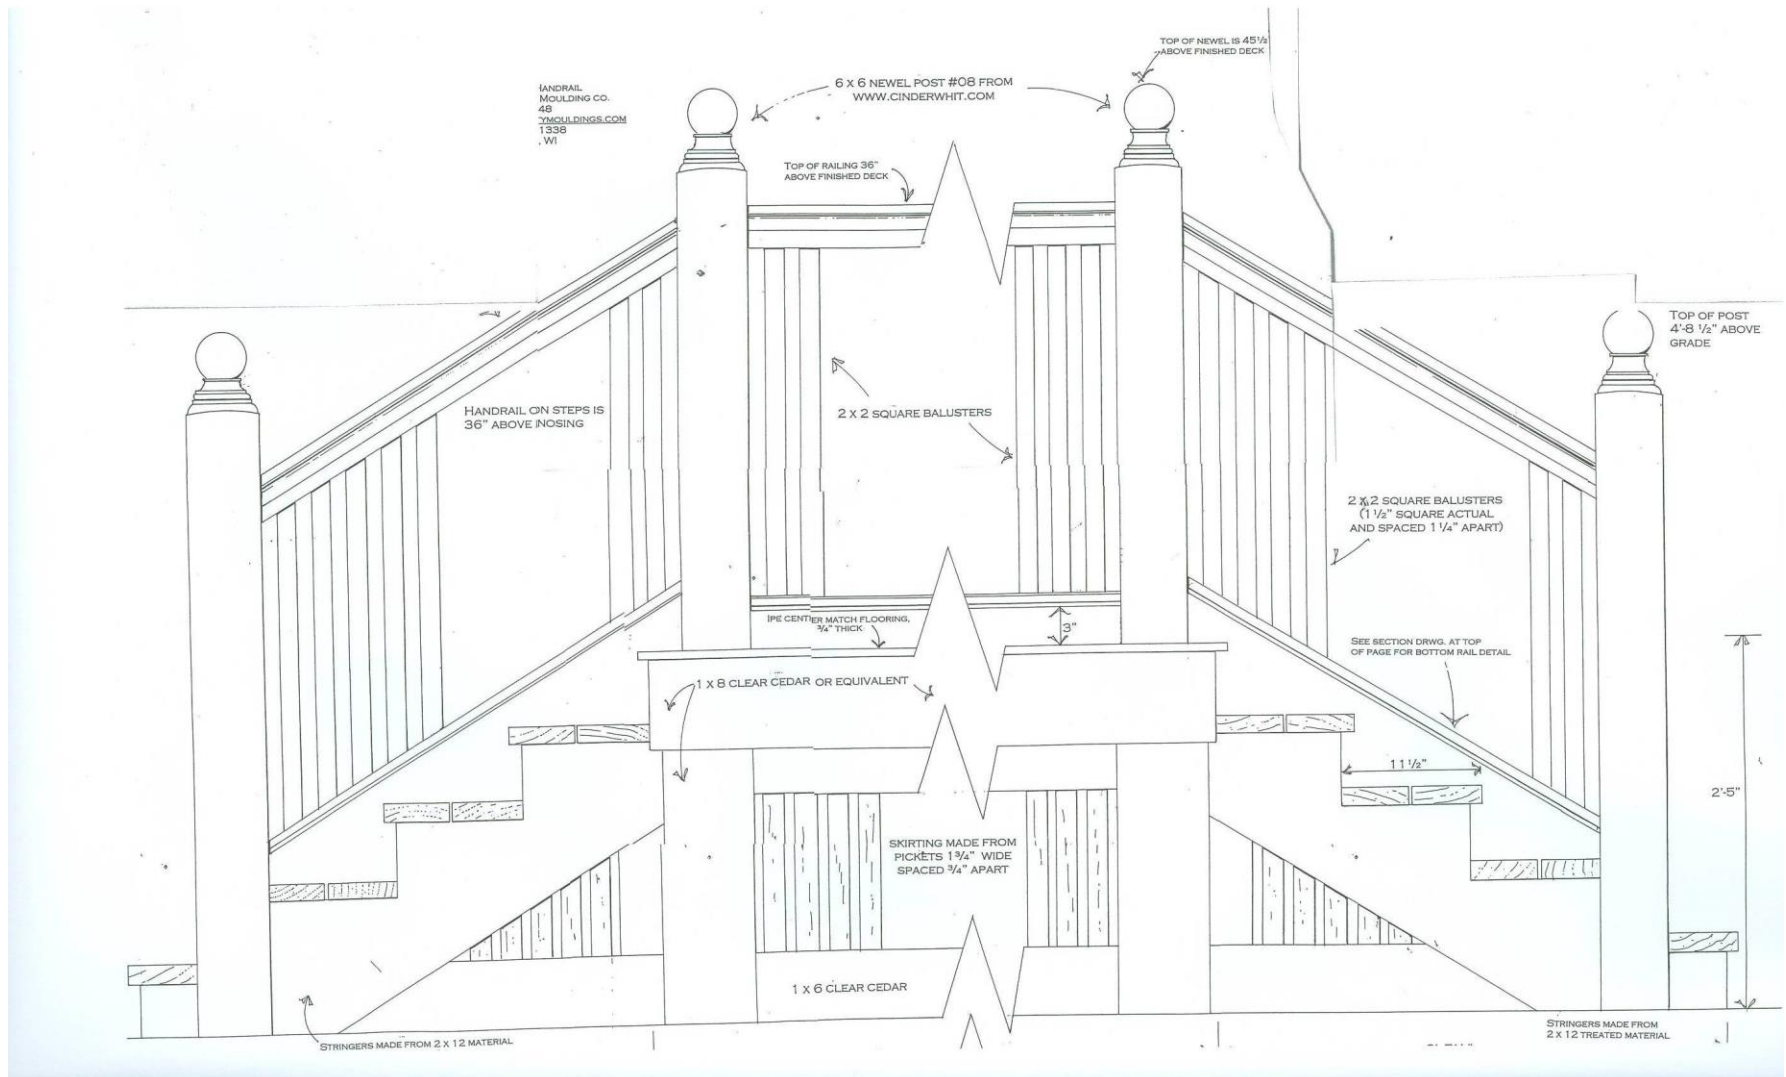 TOP OF NEWEL IS 45½
ABOVE FINISHED DECK
6 X 6 NEWEL POST #08 FROM
WWW.CINDERWHIT.COM
HANDRAIL
MOULDING CO.
48
YMOULDINGS.COM
1338
, WI
TOP OF RAILING 36"
ABOVE FINISHED DECK
TOP OF POST
4'-8 ½" ABOVE
GRADE
HANDRAIL ON STEPS IS
36" ABOVE NOSING
2 X 2 SQUARE BALUSTERS
2 X 2 SQUARE BALUSTERS
(1 ½" SQUARE ACTUAL
AND SPACED 1 ¼" APART)
IPE CENTER MATCH FLOORING,
¾" THICK
3"
SEE SECTION DRWG. AT TOP
OF PAGE FOR BOTTOM RAIL DETAIL
1 X 8 CLEAR CEDAR OR EQUIVALENT
11 ½"
2'-5"
SKIRTING MADE FROM
PICKETS 1¾" WIDE
SPACED ¾" APART
1 X 6 CLEAR CEDAR
STRINGERS MADE FROM 2 X 12 MATERIAL
STRINGERS MADE FROM
2 X 12 TREATED MATERIAL